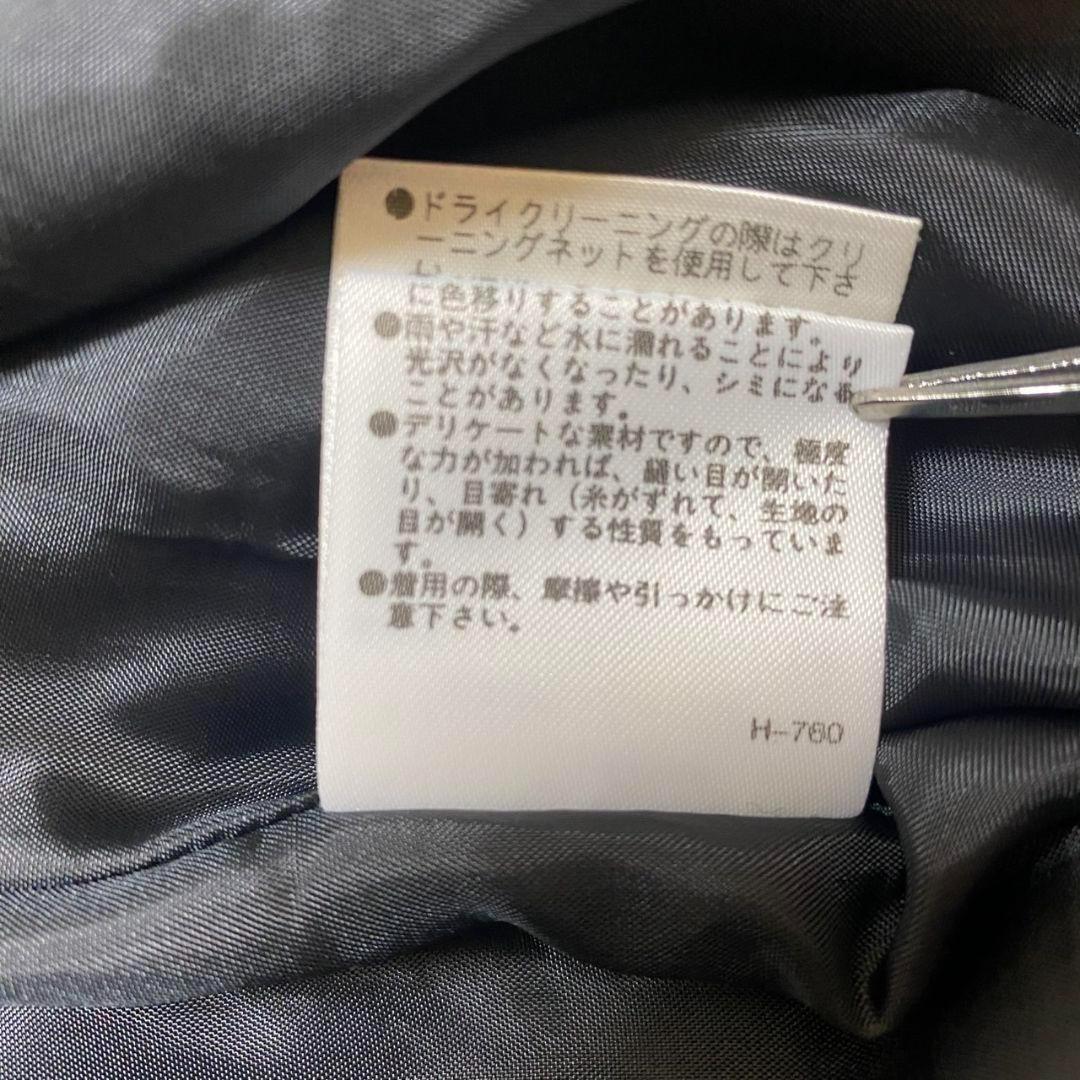 ●ドライクリーニングの際はクリ
ーニングネットを使用して下さ
い
に色移りすることがあります。
●雨や汗など水に濡れることにより
光沢がなくなったり、シミになる
ことがあります。
●デリケートな素材ですので、極度
な力が加われば、縫い目が開いた
り、目寄れ（糸がずれて、生地の
目が開く）する性質をもっていま
す。
●着用の際、摩擦や引っかけにご注
意下さい。
H-760